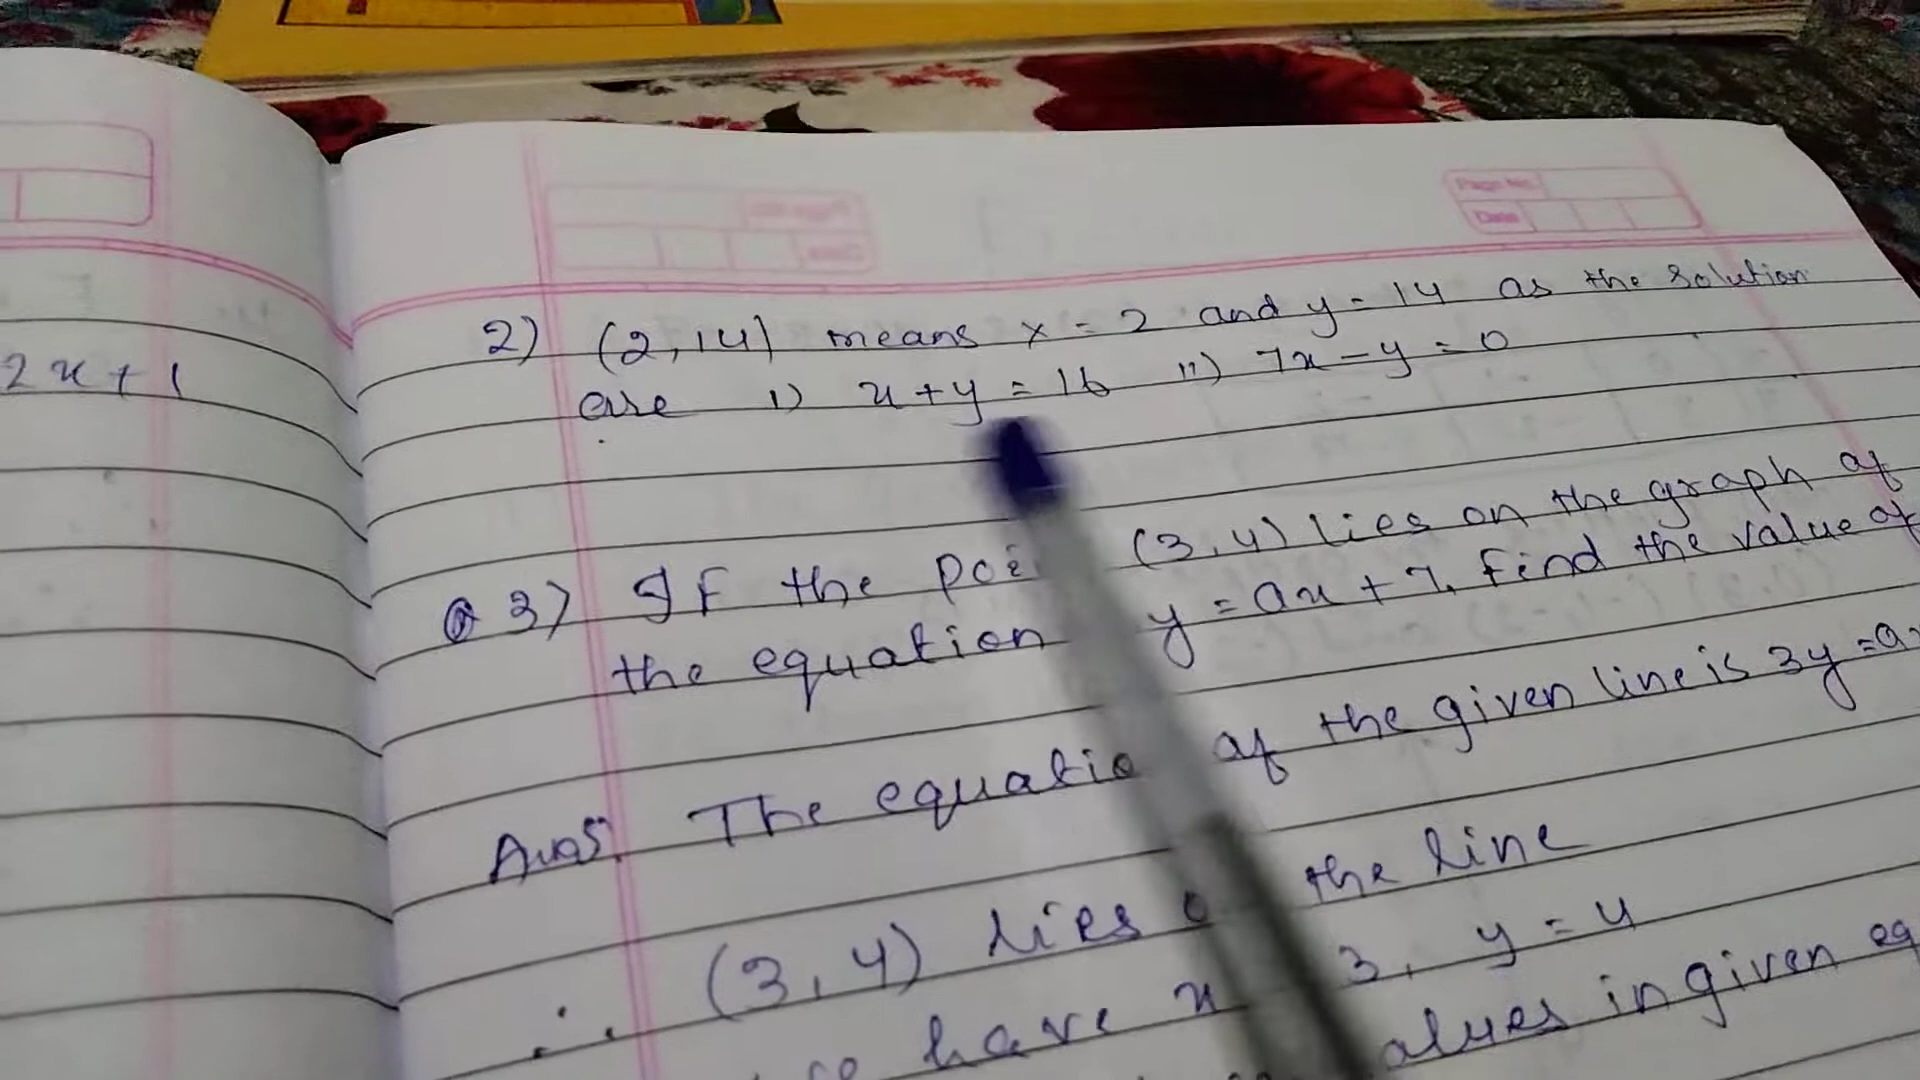 Page No.
Date
2x+1
2) (2,14) means x=2 and y=14 as the solution
are i) x+y=16 ii) 7x-y=0
Q 3) If the poi (3,4) lies on the graph of
the equation y=ax+7. Find the value of
Ans. The equatio of the given line is 3y=a
∴ (3,4) lies o the line
have x 3, y=4
alues in given eq